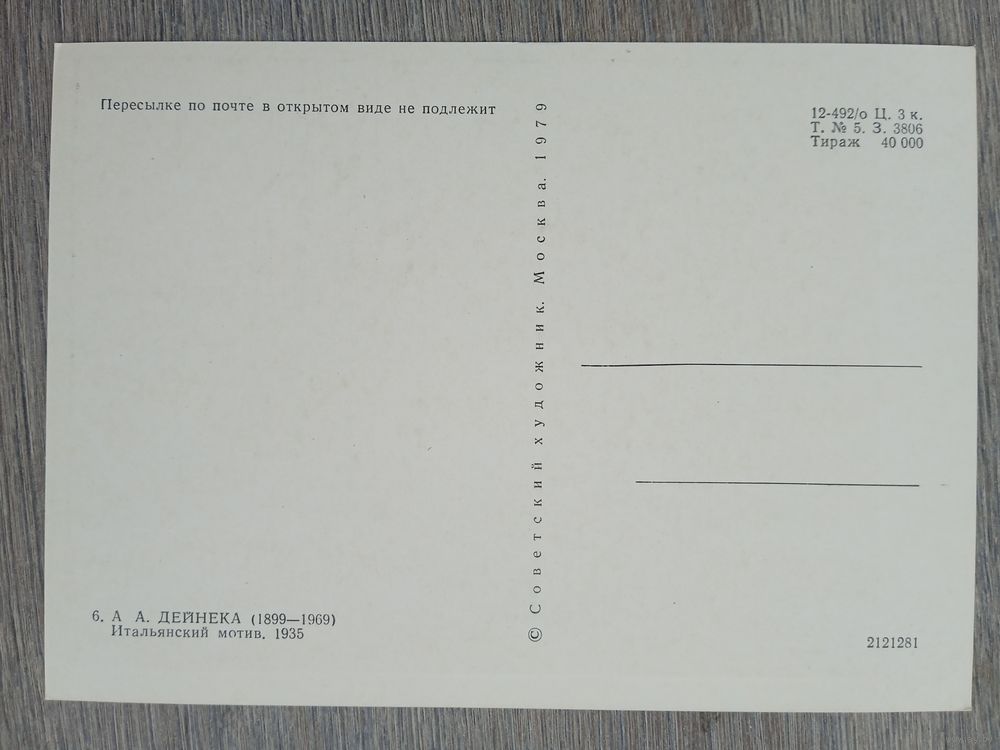 Пересылке по почте в открытом виде не подлежит
12-492/о Ц. 3 к.
Т. № 5. З. 3806
Тираж 40 000
© Советский художник. Москва. 1979
6. А А. ДЕЙНЕКА (1899—1969)
Итальянский мотив. 1935
2121281